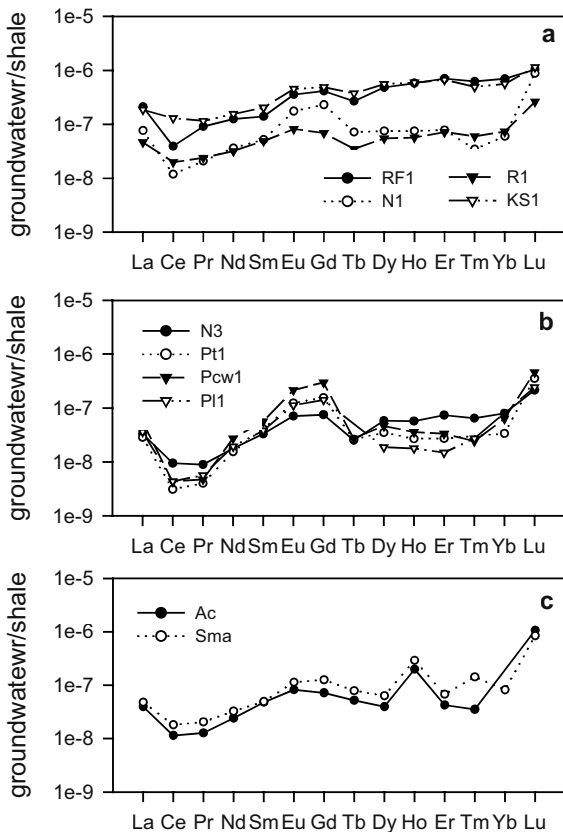 groundwatewr/shale
1e-5
1e-6
1e-7
1e-8
1e-9
a
RF1
N1
R1
KS1
La Ce Pr Nd Sm Eu Gd Tb Dy Ho Er Tm Yb Lu
groundwatewr/shale
1e-5
1e-6
1e-7
1e-8
1e-9
b
N3
Pt1
Pcw1
Pl1
La Ce Pr Nd Sm Eu Gd Tb Dy Ho Er Tm Yb Lu
groundwatewr/shale
1e-5
1e-6
1e-7
1e-8
1e-9
c
Ac
Sma
La Ce Pr Nd Sm Eu Gd Tb Dy Ho Er Tm Yb Lu